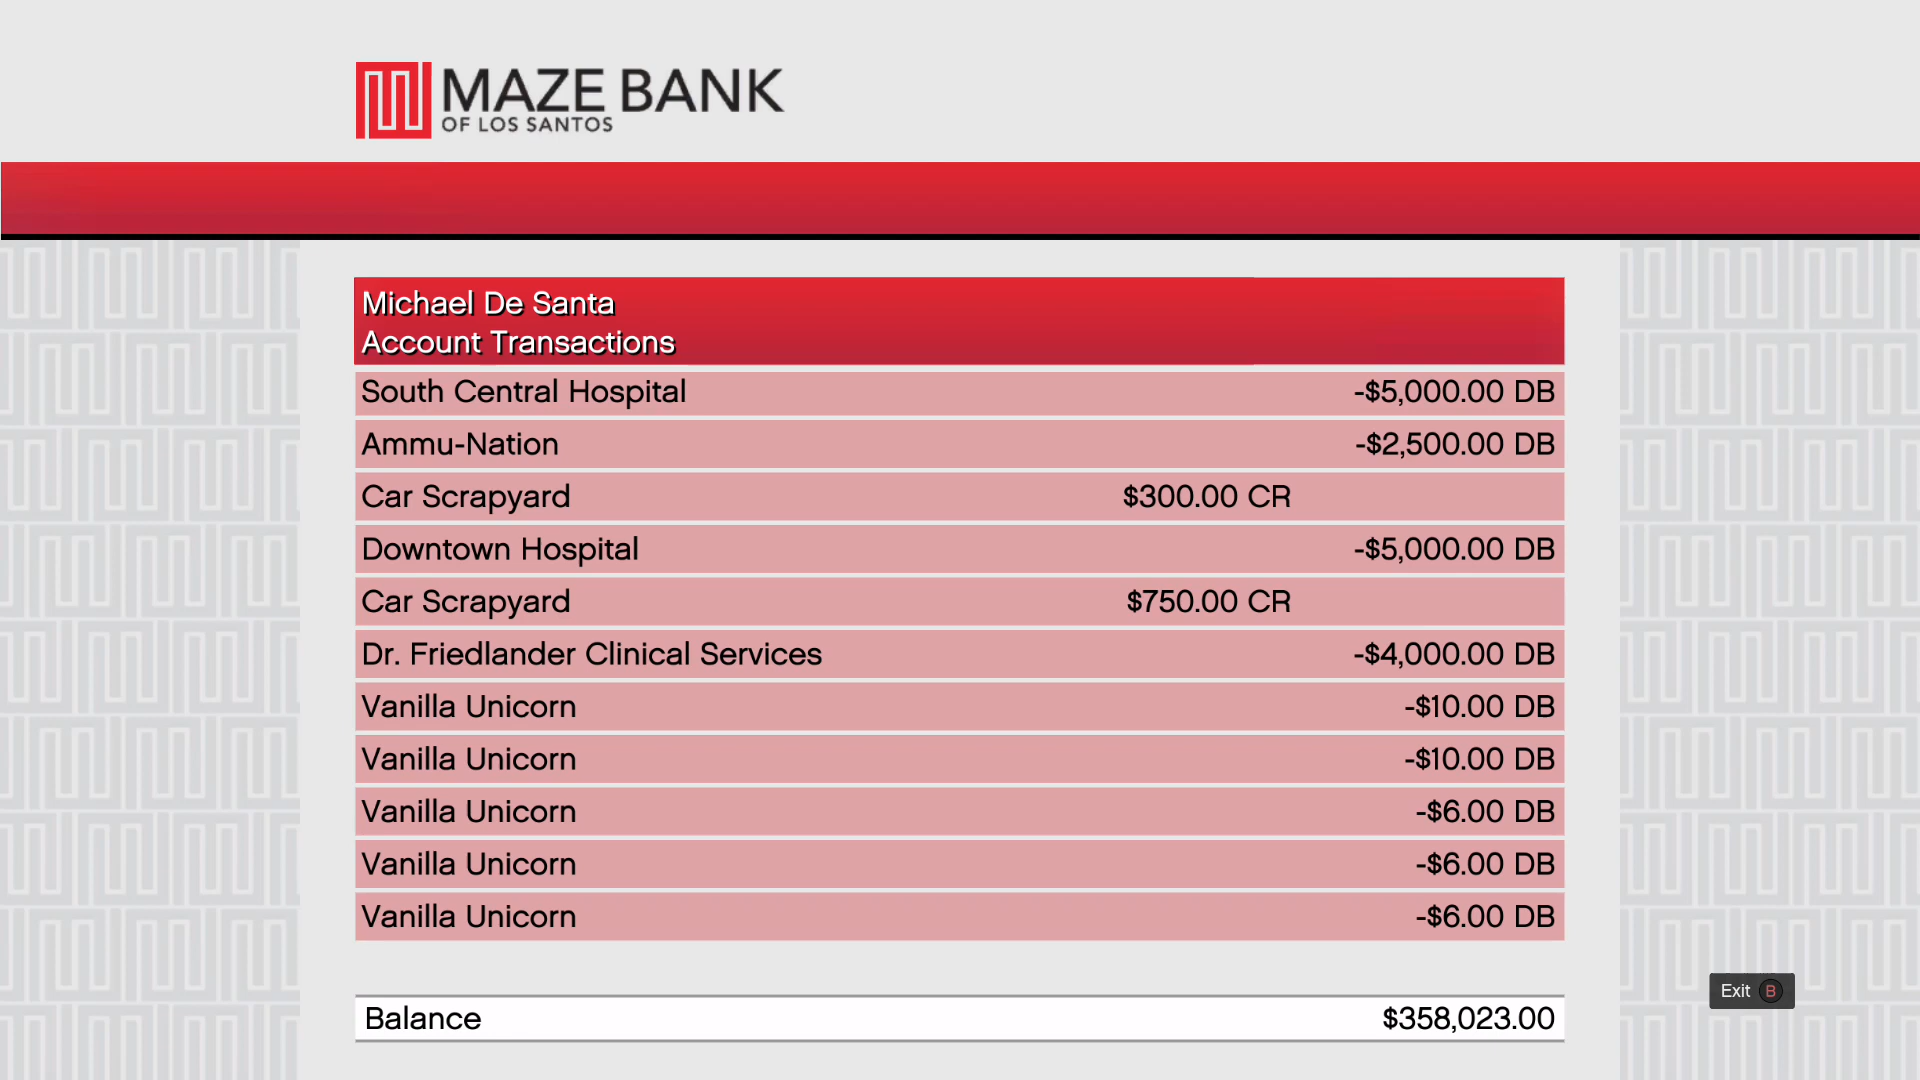 MAZE BANK
OF LOS SANTOS
Michael De Santa
Account Transactions
South Central Hospital -$5,000.00 DB
Ammu-Nation -$2,500.00 DB
Car Scrapyard $300.00 CR
Downtown Hospital -$5,000.00 DB
Car Scrapyard $750.00 CR
Dr. Friedlander Clinical Services -$4,000.00 DB
Vanilla Unicorn -$10.00 DB
Vanilla Unicorn -$10.00 DB
Vanilla Unicorn -$6.00 DB
Vanilla Unicorn -$6.00 DB
Vanilla Unicorn -$6.00 DB
Exit B
Balance $358,023.00